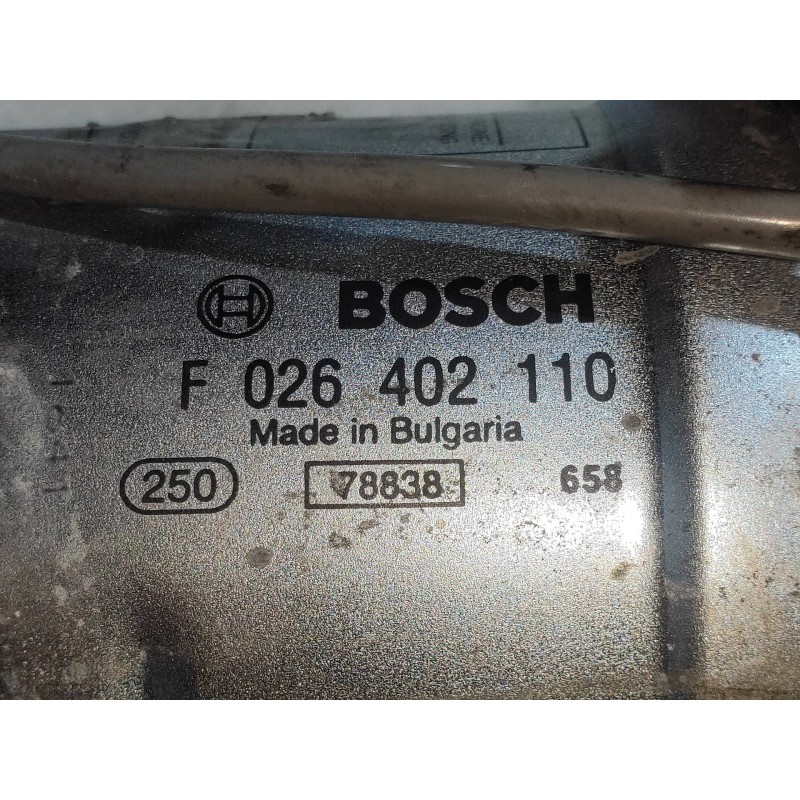 BOSCH
F 026 402 110
Made in Bulgaria
250 78838 658